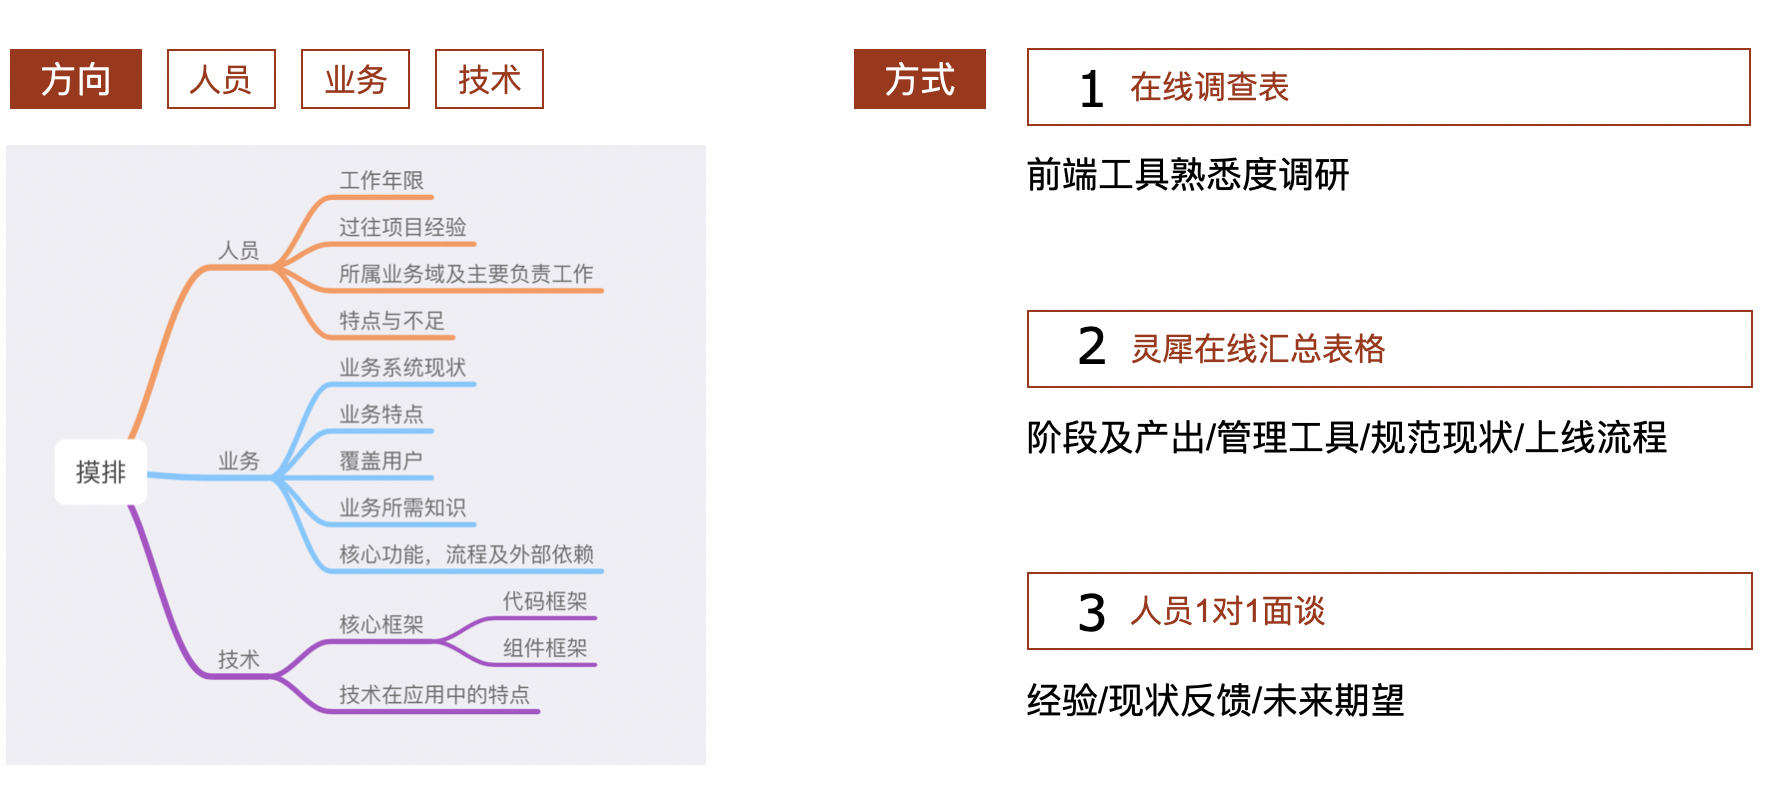 方向
人员
业务
技术
摸排
人员
工作年限
过往项目经验
所属业务域及主要负责工作
特点与不足
业务
业务系统现状
业务特点
覆盖用户
业务所需知识
核心功能，流程及外部依赖
技术
核心框架
代码框架
组件框架
技术在应用中的特点
方式
1 在线调查表
前端工具熟悉度调研
2 灵犀在线汇总表格
阶段及产出/管理工具/规范现状/上线流程
3 人员1对1面谈
经验/现状反馈/未来期望